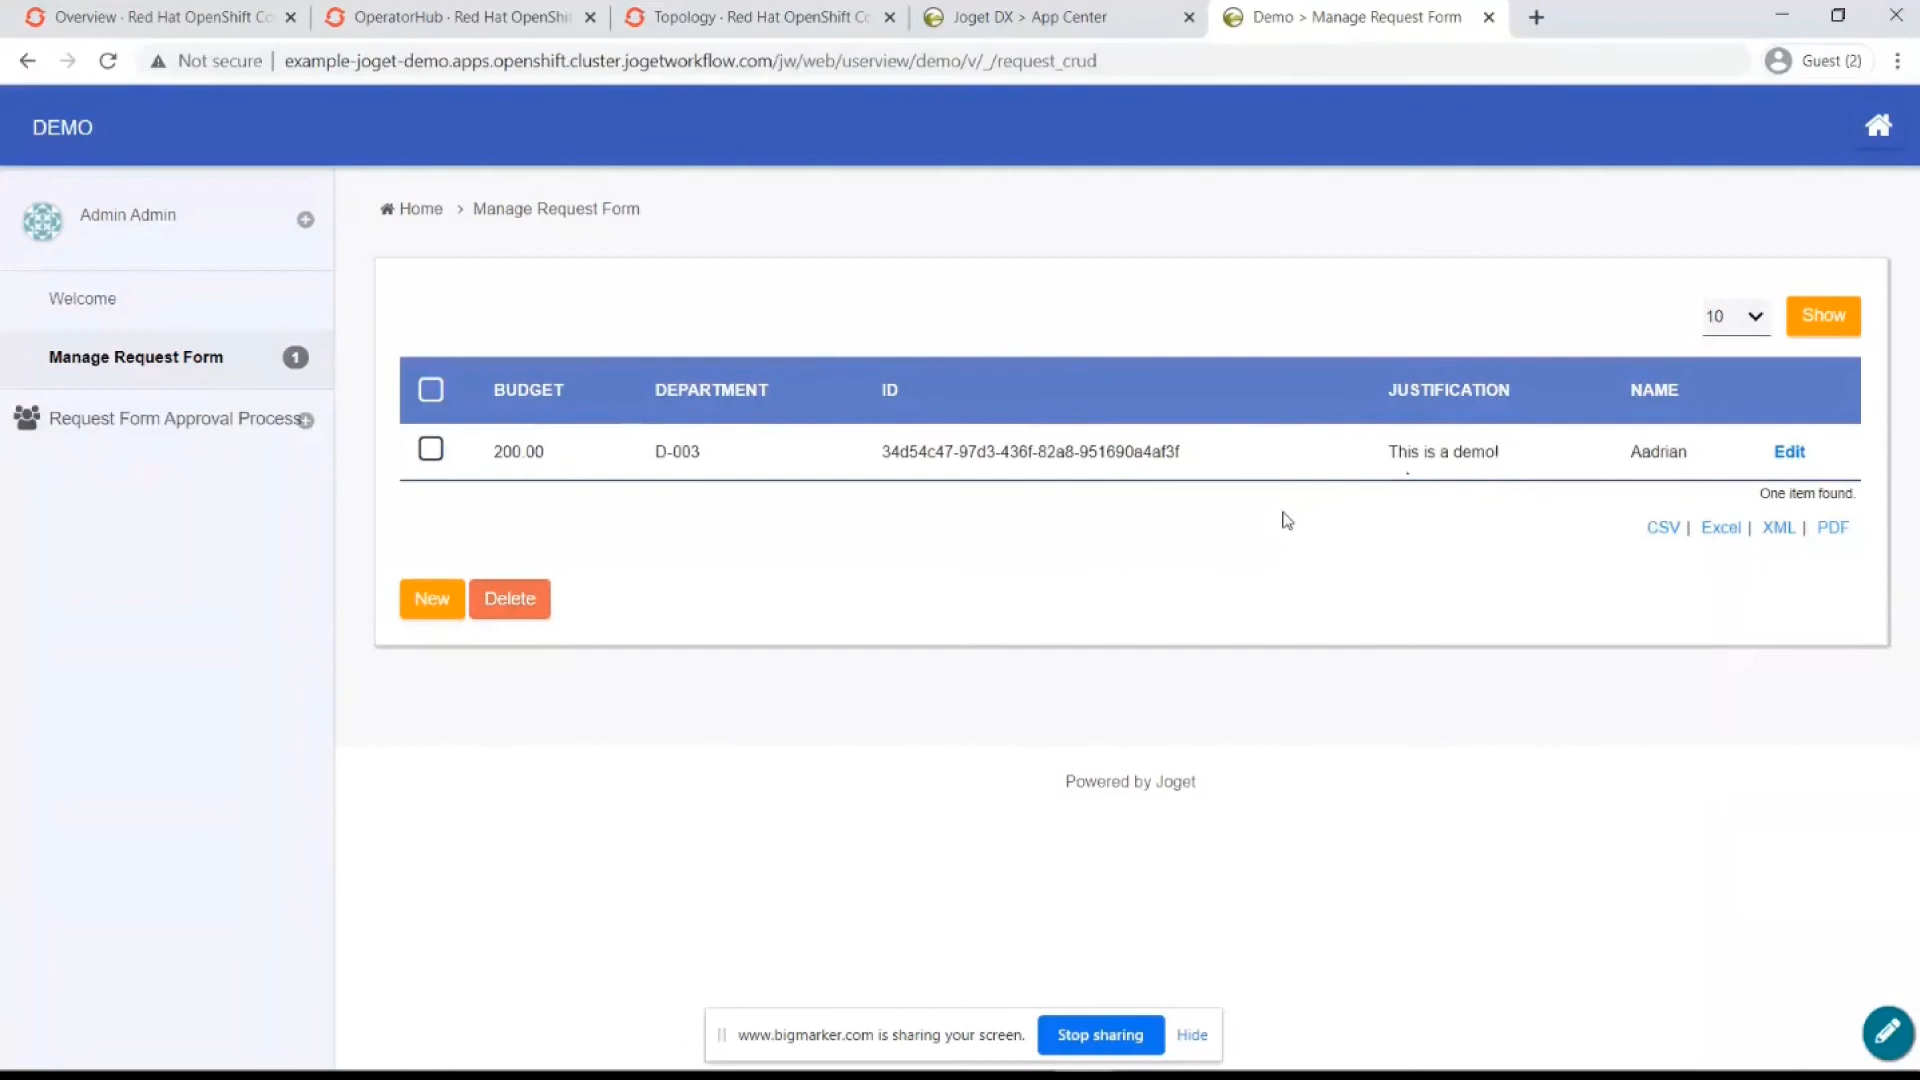 Overview · Red Hat OpenShift Co
OperatorHub · Red Hat OpenShi
Topology · Red Hat OpenShift Co
Joget DX > App Center
Demo > Manage Request Form
Not secure | example-joget-demo.apps.openshift.cluster.jogetworkflow.com/jw/web/userview/demo/v/_/request_crud
Guest (2)
DEMO
Admin Admin
Welcome
Manage Request Form 1
Request Form Approval Process
Home > Manage Request Form
10 Show
BUDGET DEPARTMENT ID JUSTIFICATION NAME
200.00 D-003 34d54c47-97d3-436f-82a8-951690a4af3f This is a demo! Aadrian Edit
One item found.
CSV | Excel | XML | PDF
New Delete
Powered by Joget
www.bigmarker.com is sharing your screen. Stop sharing Hide